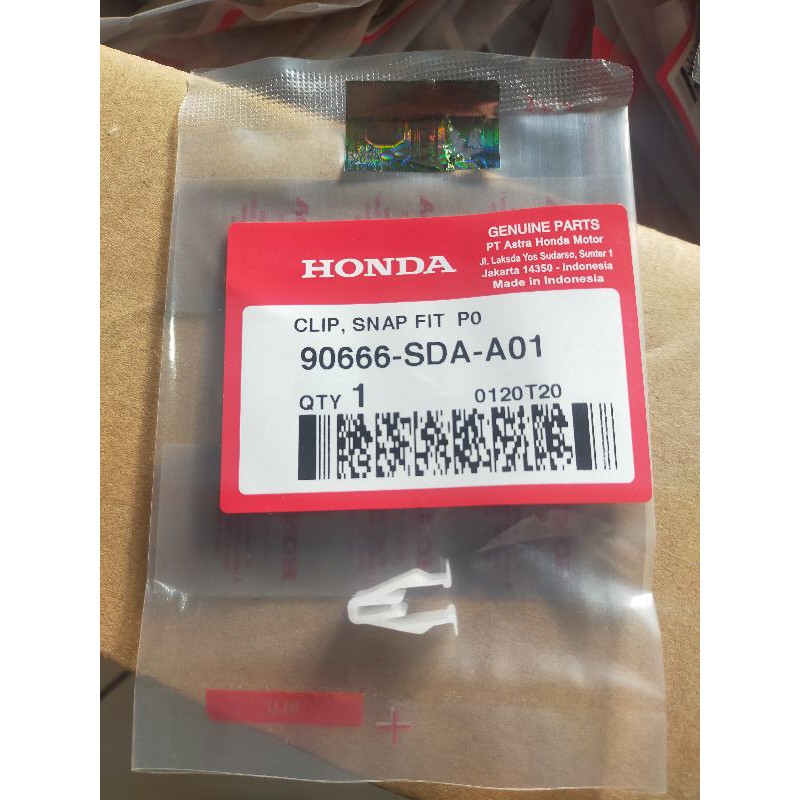 HONDA
GENUINE PARTS
PT Astra Honda Motor
Jl. Laksda Yos Sudarso, Sunter 1
Jakarta 14350 - Indonesia
Made in Indonesia
CLIP, SNAP FIT P0
90666-SDA-A01
QTY 1 0120T20